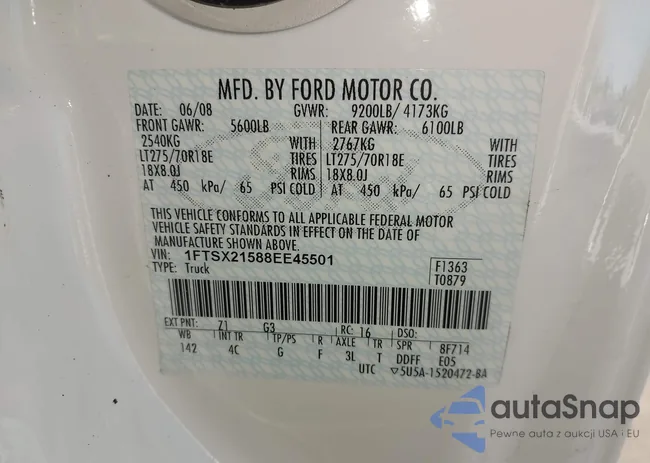 MFD. BY FORD MOTOR CO.
DATE: 06/08 GVWR: 9200LB/ 4173KG
FRONT GAWR: 5600LB REAR GAWR: 6100LB
2540KG WITH 2767KG WITH
LT275/70R18E TIRES LT275/70R18E TIRES
18X8.0J RIMS 18X8.0J RIMS
AT 450 kPa/ 65 PSI COLD AT 450 kPa/ 65 PSI COLD
THIS VEHICLE CONFORMS TO ALL APPLICABLE FEDERAL MOTOR
VEHICLE SAFETY STANDARDS IN EFFECT ON THE DATE OF
MANUFACTURE SHOWN ABOVE.
VIN: 1FTSX21588EE45501
TYPE: Truck
F1363
T0879
EXT PNT: Z1 G3 RC: 16 DSO:
WB INT TR TP/PS R AXLE TR SPR 8F714
142 4C G F 3L T DDFF E05
UTC ▽5U5A-1520472-BA
autaSnap
Pewne auta z aukcji USA i EU